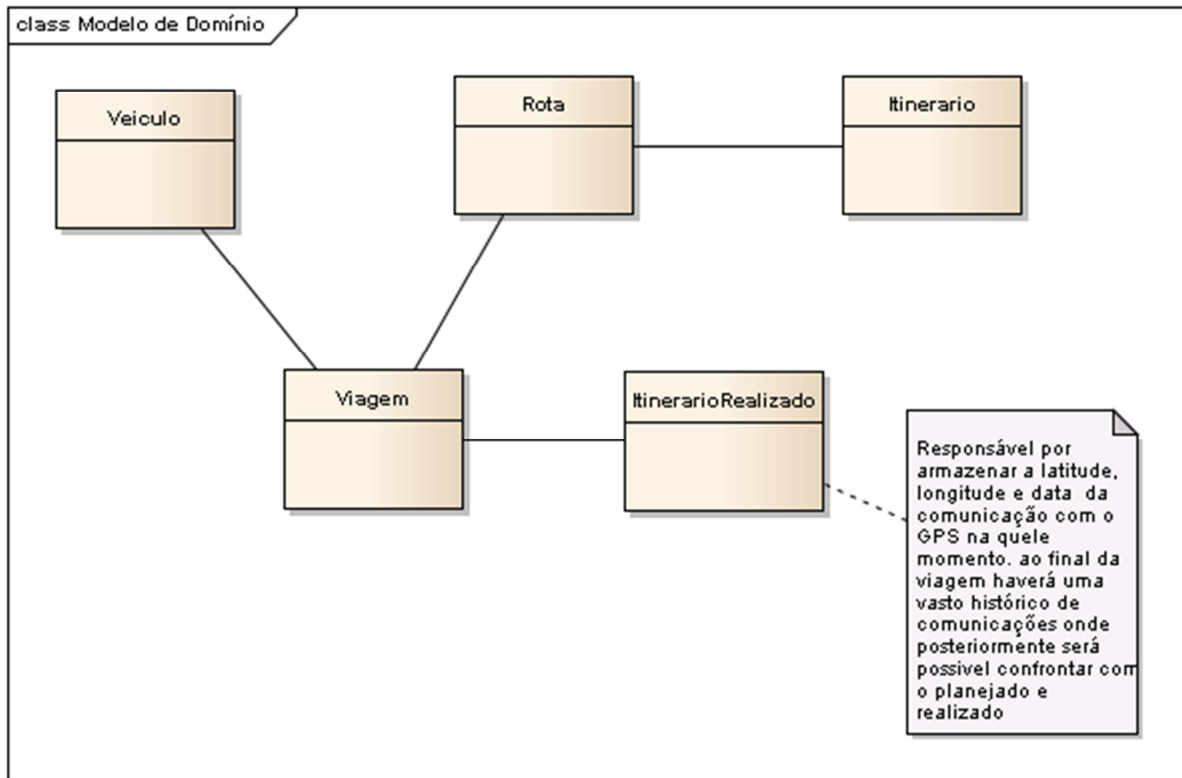 class Modelo de Domínio
Veiculo
Rota
Itinerario
Viagem
ItinerarioRealizado
Responsável por
armazenar a latitude,
longitude e data da
comunicação com o
GPS na quele
momento. ao final da
viagem haverá uma
vasto histórico de
comunicações onde
posteriormente será
possivel confrontar com
o planejado e
realizado